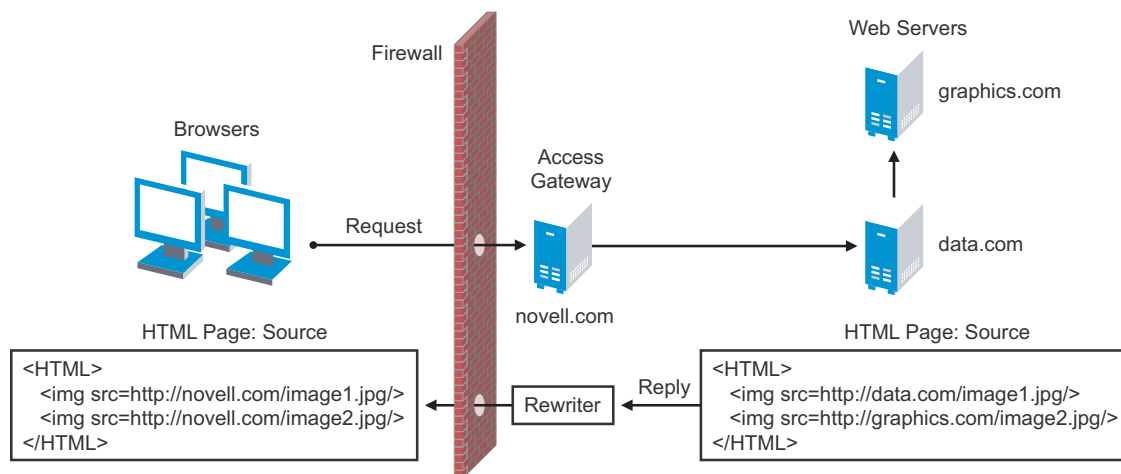 Web Servers
Firewall
graphics.com
Browsers
Access
Gateway
Request
data.com
novell.com
HTML Page: Source
HTML Page: Source
<HTML>
<img src=http://novell.com/image1.jpg/>
<img src=http://novell.com/image2.jpg/>
</HTML>
Rewriter
Reply
<HTML>
<img src=http://data.com/image1.jpg/>
<img src=http://graphics.com/image2.jpg/>
</HTML>